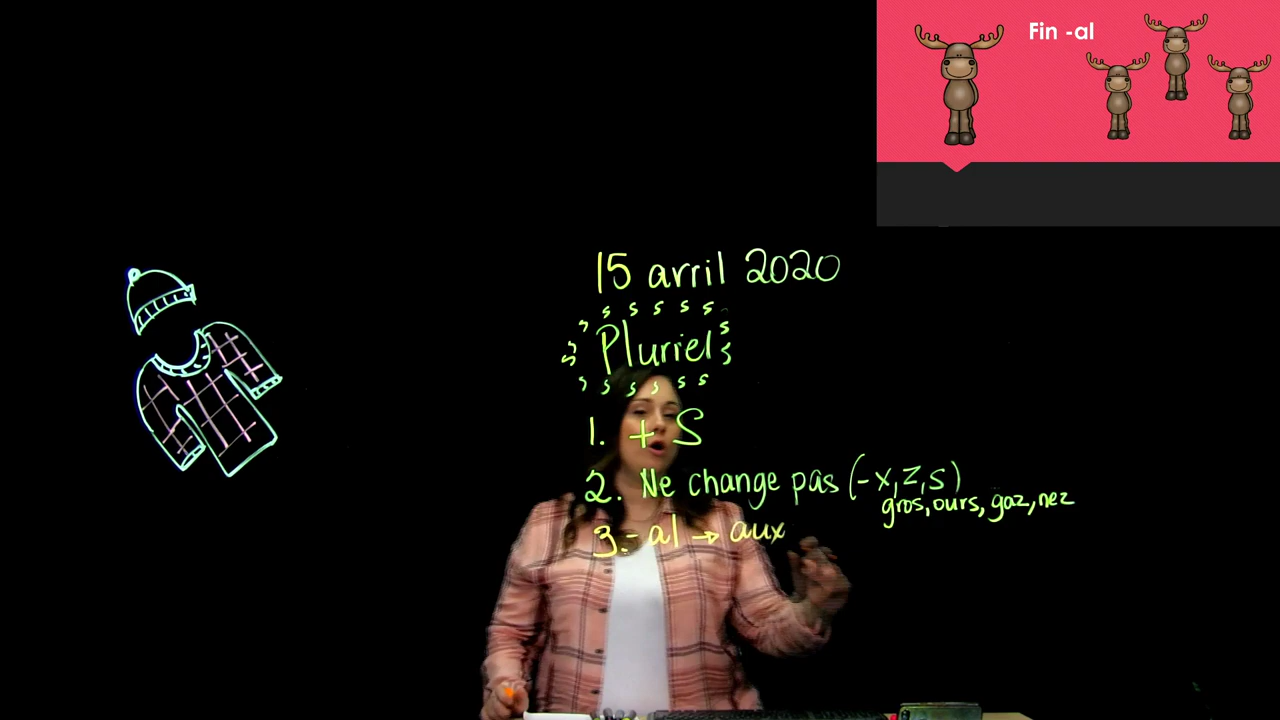 Fin -al
15 avril 2020
s s s s s
s Pluriel s
s s
s s s s s s
1. + S
2. Ne change pas (-x,z,s)
gros, ours, gaz, nez
3. -al → aux